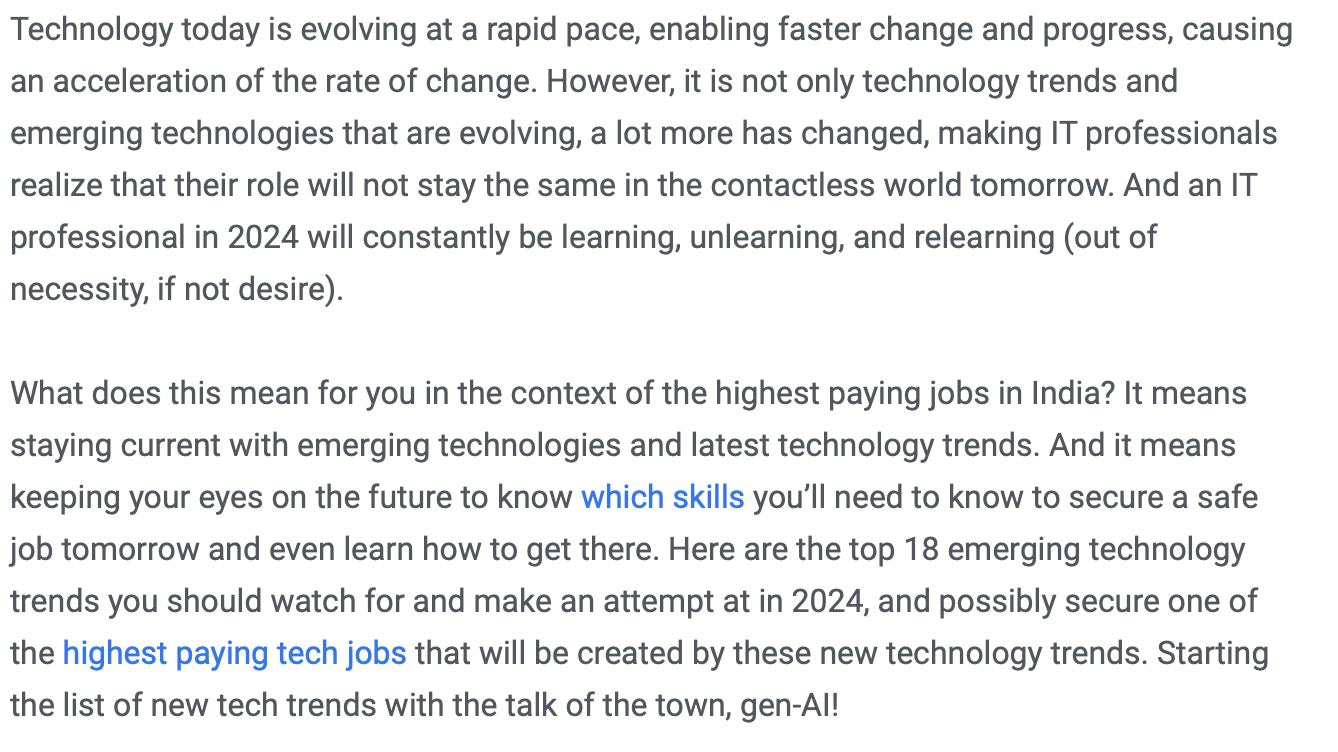 Technology today is evolving at a rapid pace, enabling faster change and progress, causing
an acceleration of the rate of change. However, it is not only technology trends and
emerging technologies that are evolving, a lot more has changed, making IT professionals
realize that their role will not stay the same in the contactless world tomorrow. And an IT
professional in 2024 will constantly be learning, unlearning, and relearning (out of
necessity, if not desire).
What does this mean for you in the context of the highest paying jobs in India? It means
staying current with emerging technologies and latest technology trends. And it means
keeping your eyes on the future to know which skills you’ll need to know to secure a safe
job tomorrow and even learn how to get there. Here are the top 18 emerging technology
trends you should watch for and make an attempt at in 2024, and possibly secure one of
the highest paying tech jobs that will be created by these new technology trends. Starting
the list of new tech trends with the talk of the town, gen-AI!